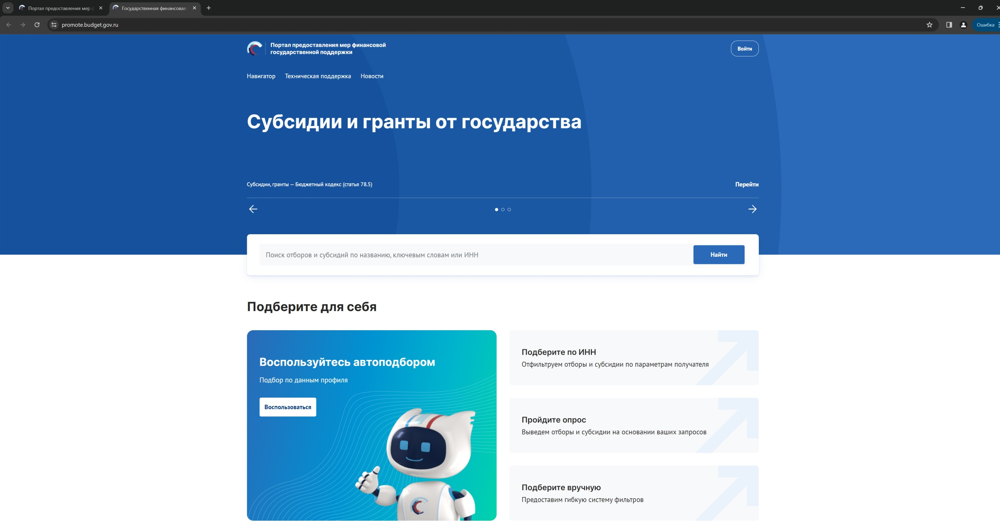 Портал предоставления мер ф
Государственная финансовая
promote.budget.gov.ru
Ошибка
Портал предоставления мер финансовой
государственной поддержки
Войти
Навигатор Техническая поддержка Новости
Субсидии и гранты от государства
Субсидии, гранты — Бюджетный кодекс (статья 78.5)
Перейти
Поиск отборов и субсидий по названию, ключевым словам или ИНН
Найти
Подберите для себя
Воспользуйтесь автоподбором
Подбор по данным профиля
Воспользоваться
Подберите по ИНН
Отфильтруем отборы и субсидии по параметрам получателя
Пройдите опрос
Выведем отборы и субсидии на основании ваших запросов
Подберите вручную
Предоставим гибкую систему фильтров